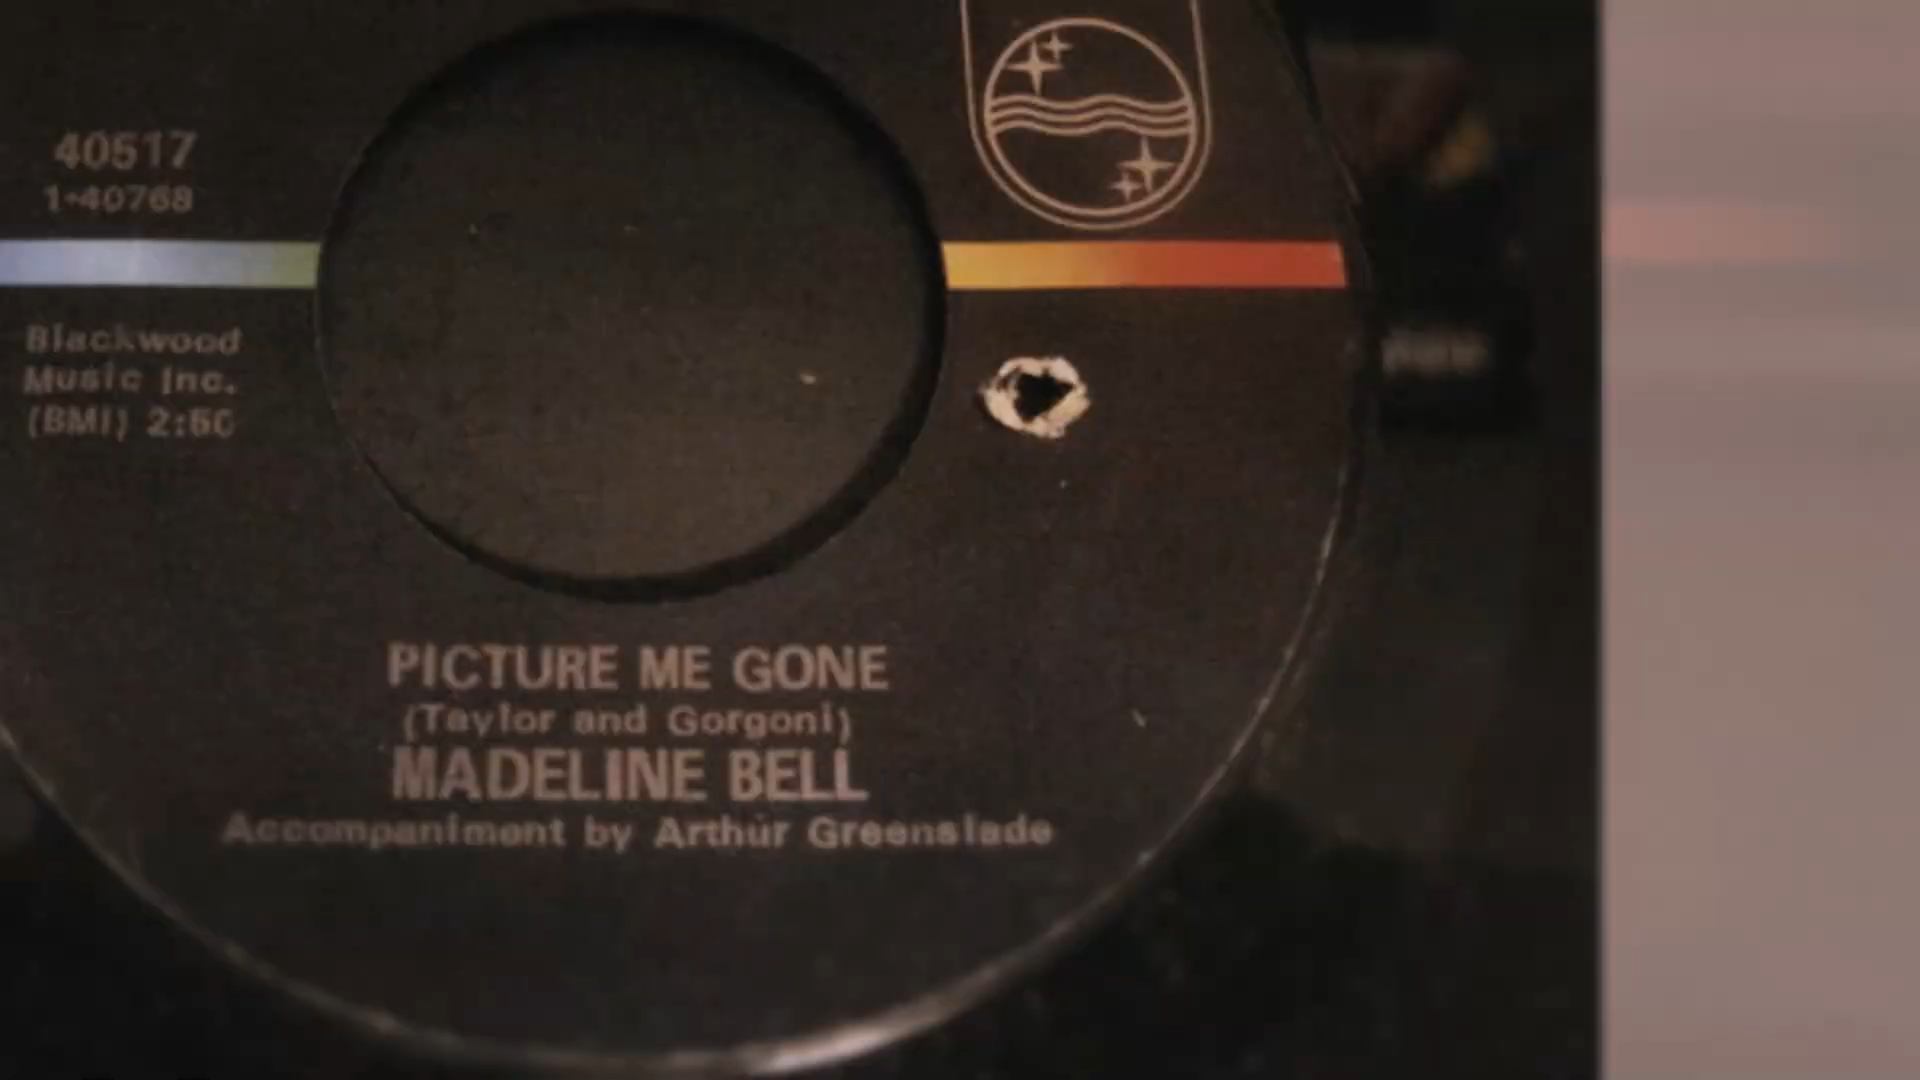 40517
1-40768
Blackwood
Music Inc.
(BMI) 2:50
PICTURE ME GONE
(Taylor and Gorgoni)
MADELINE BELL
Accompaniment by Arthur Greenslade